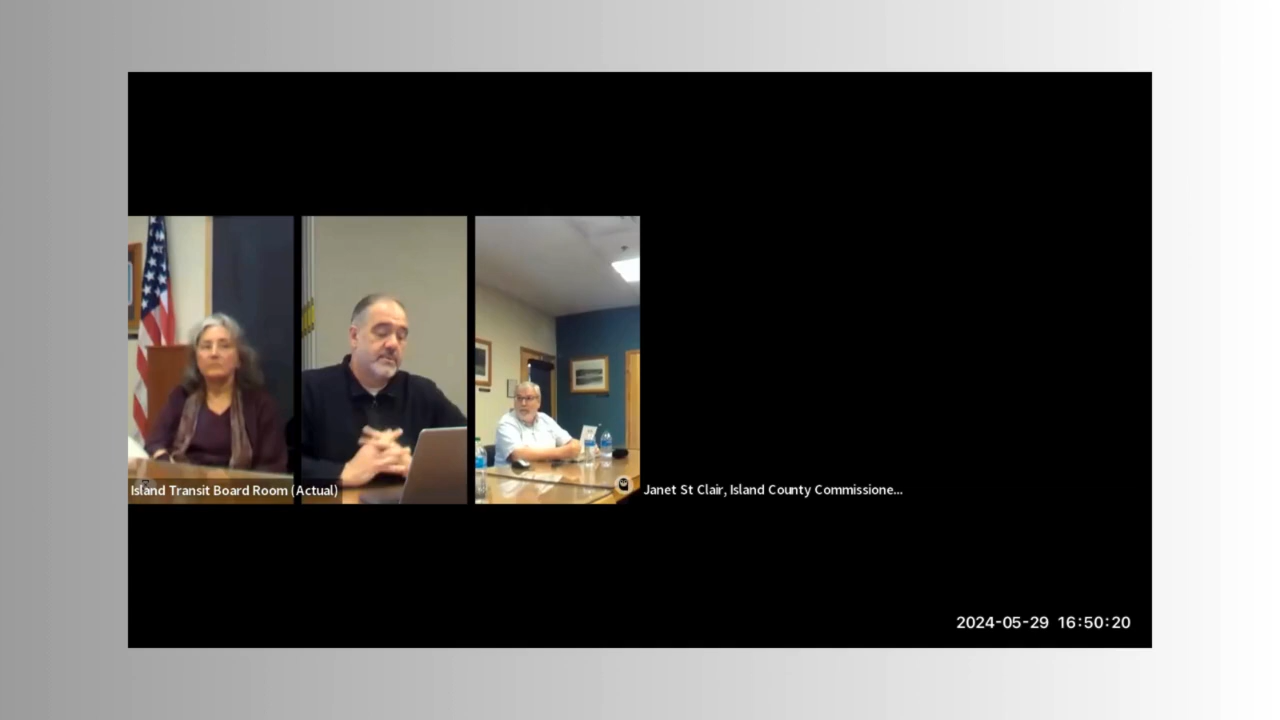 Island Transit Board Room (Actual)
Janet St Clair, Island County Commissione...
2024-05-29 16:50:20